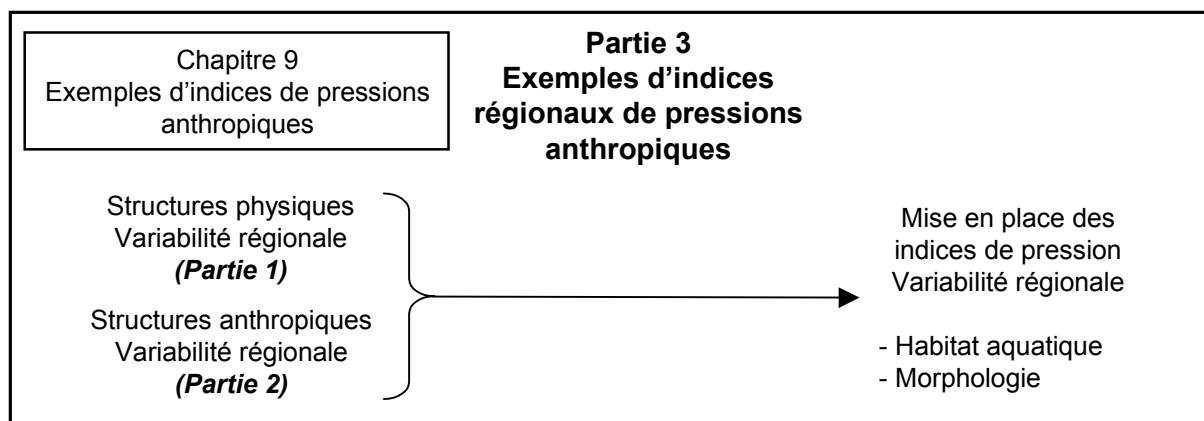 Chapitre 9
Exemples d'indices de pressions
anthropiques
Partie 3
Exemples d'indices
régionaux de pressions
anthropiques
Structures physiques
Variabilité régionale
(Partie 1)
Structures anthropiques
Variabilité régionale
(Partie 2)
Mise en place des
indices de pression
Variabilité régionale
- Habitat aquatique
- Morphologie